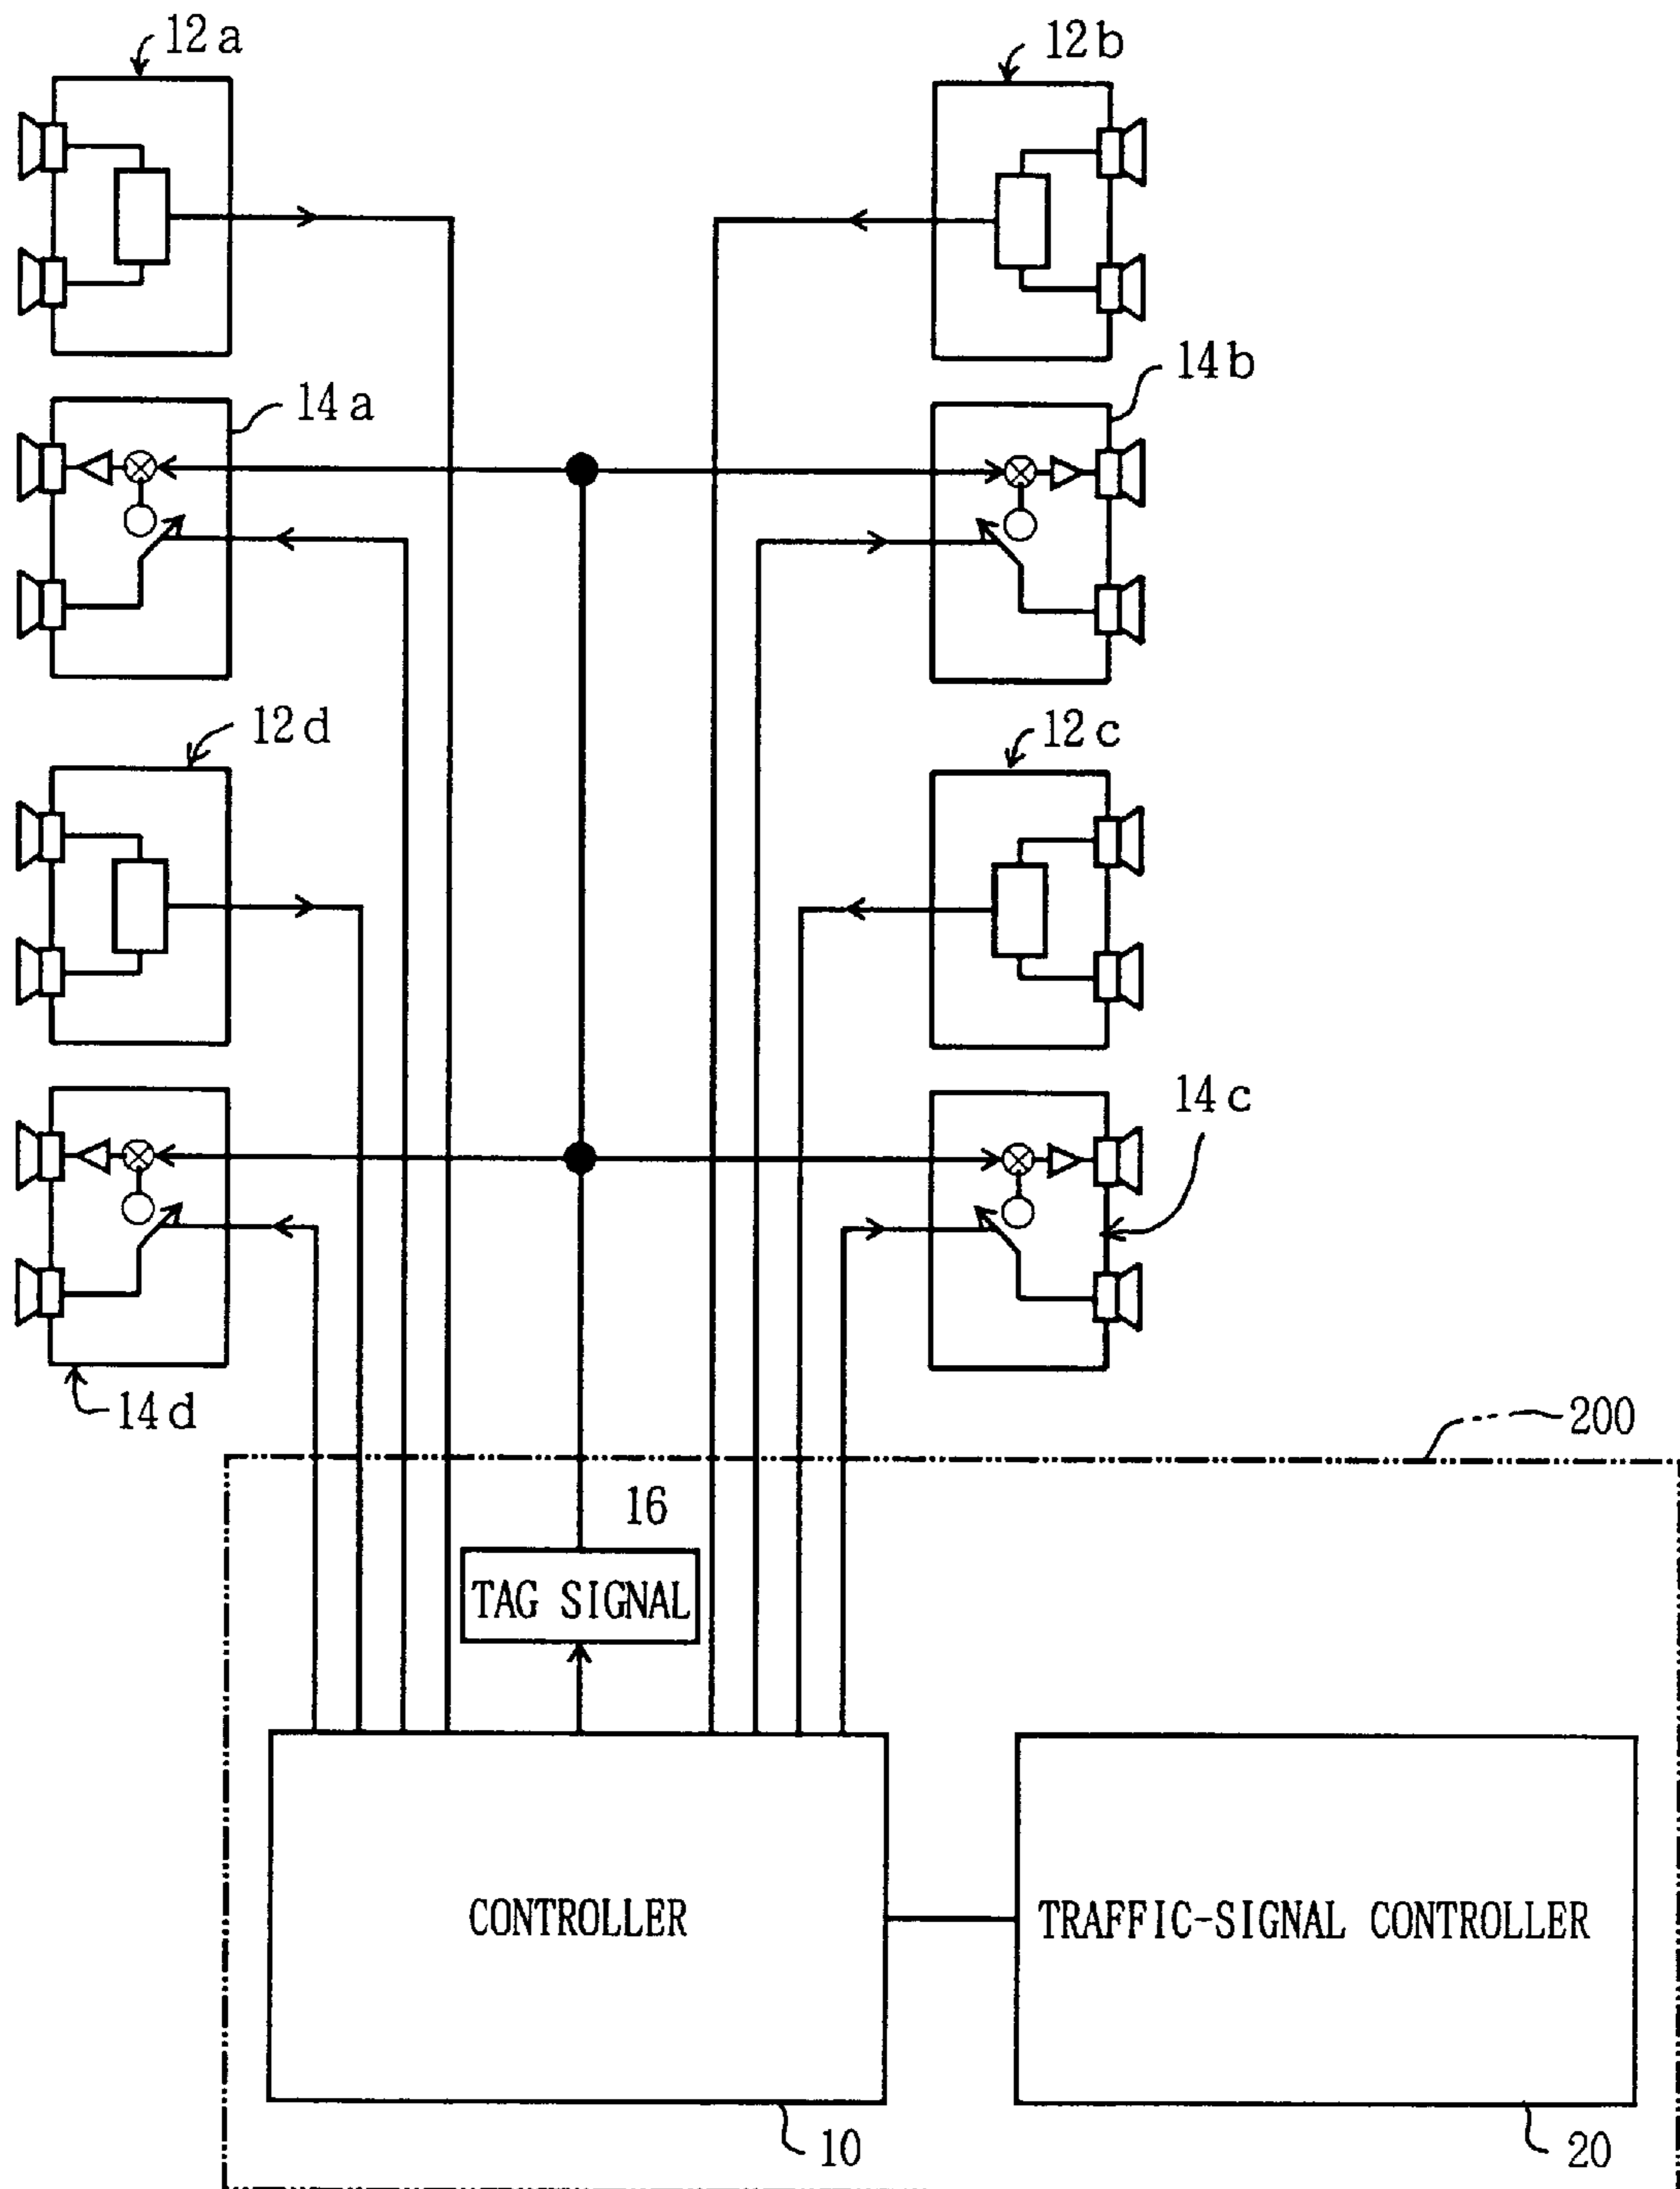 12a
12b
14a
14b
12d
12c
14c
14d
200
16
TAG SIGNAL
CONTROLLER
TRAFFIC-SIGNAL CONTROLLER
10
20